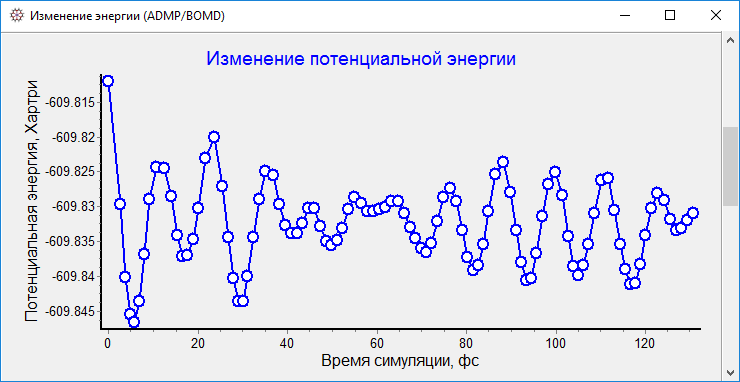 Изменение энергии (ADMP/BOMD)
Изменение потенциальной энергии
Потенциальная энергия, Хартри
-609.815
-609.82
-609.825
-609.83
-609.835
-609.84
-609.845
0 20 40 60 80 100 120
Время симуляции, фс